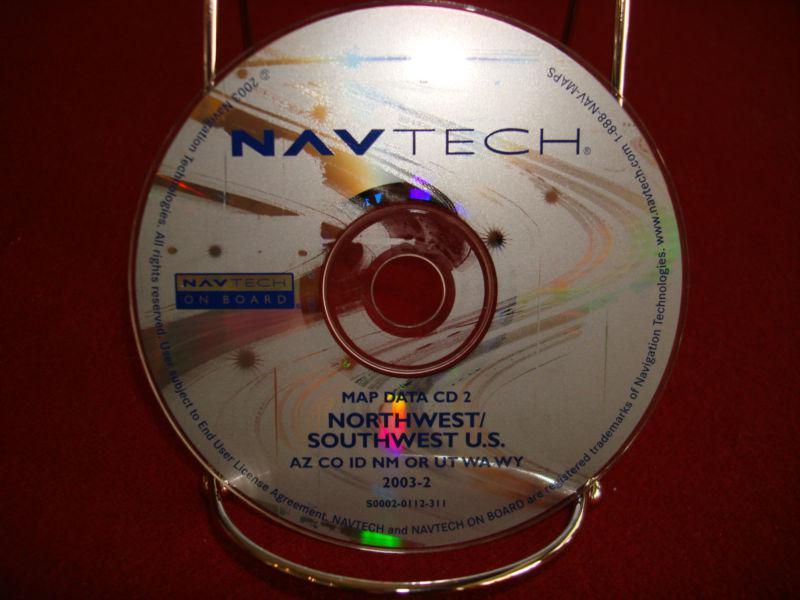 NAVTECH®
NAVTECH
ON BOARD®
MAP DATA CD 2
NORTHWEST/
SOUTHWEST U.S.
AZ CO ID NM OR UT WA WY
2003-2
S0002-0112-311
© 2003 Navigation Technologies. All rights reserved. Use subject to End User License Agreement. NAVTECH and NAVTECH ON BOARD are registered trademarks of Navigation Technologies. www.navtech.com 1-888-NAV-MAPS